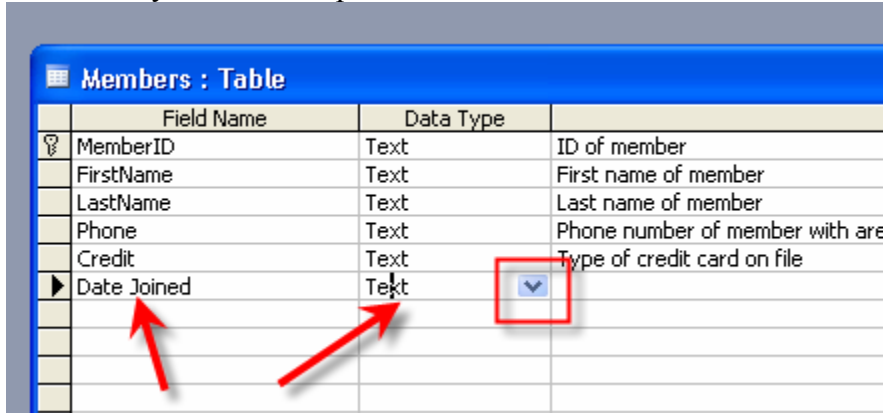 Members : Table
Field Name Data Type
MemberID Text ID of member
FirstName Text First name of member
LastName Text Last name of member
Phone Text Phone number of member with are
Credit Text Type of credit card on file
Date Joined Text